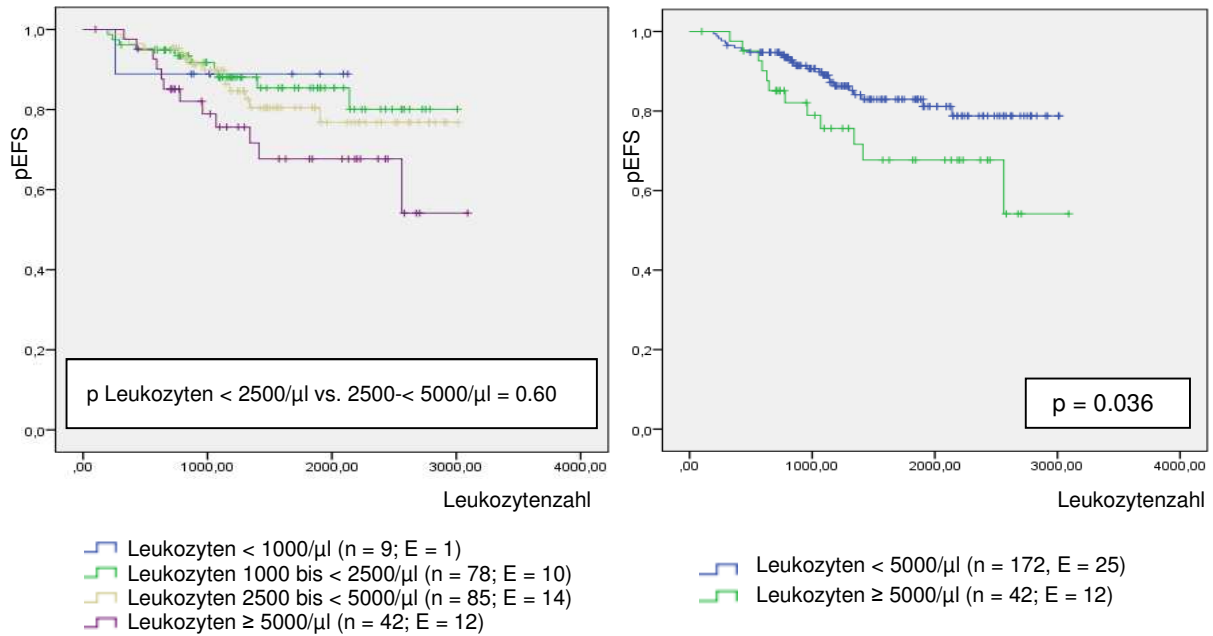 1,0
0,8
0,6
0,4
0,2
0,0
pEFS
p Leukozyten < 2500/µl vs. 2500-< 5000/µl = 0.60
,00 1000,00 2000,00 3000,00 4000,00
Leukozytenzahl
Leukozyten < 1000/µl (n = 9; E = 1)
Leukozyten 1000 bis < 2500/µl (n = 78; E = 10)
Leukozyten 2500 bis < 5000/µl (n = 85; E = 14)
Leukozyten ≥ 5000/µl (n = 42; E = 12)
1,0
0,8
0,6
0,4
0,2
0,0
pEFS
p = 0.036
,00 1000,00 2000,00 3000,00 4000,00
Leukozytenzahl
Leukozyten < 5000/µl (n = 172, E = 25)
Leukozyten ≥ 5000/µl (n = 42; E = 12)